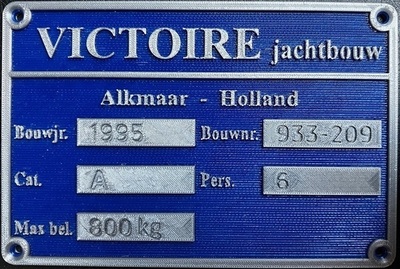 VICTOIRE jachtbouw
Alkmaar - Holland
Bouwjr. 1995 Bouwnr. 933-209
Cat. A Pers. 6
Max bel. 800 kg